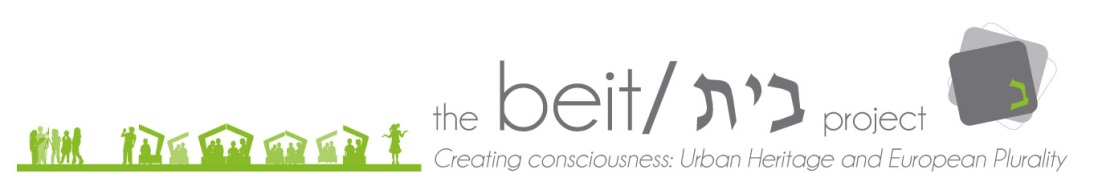 the beit/בית project
ב
Creating consciousness: Urban Heritage and European Plurality